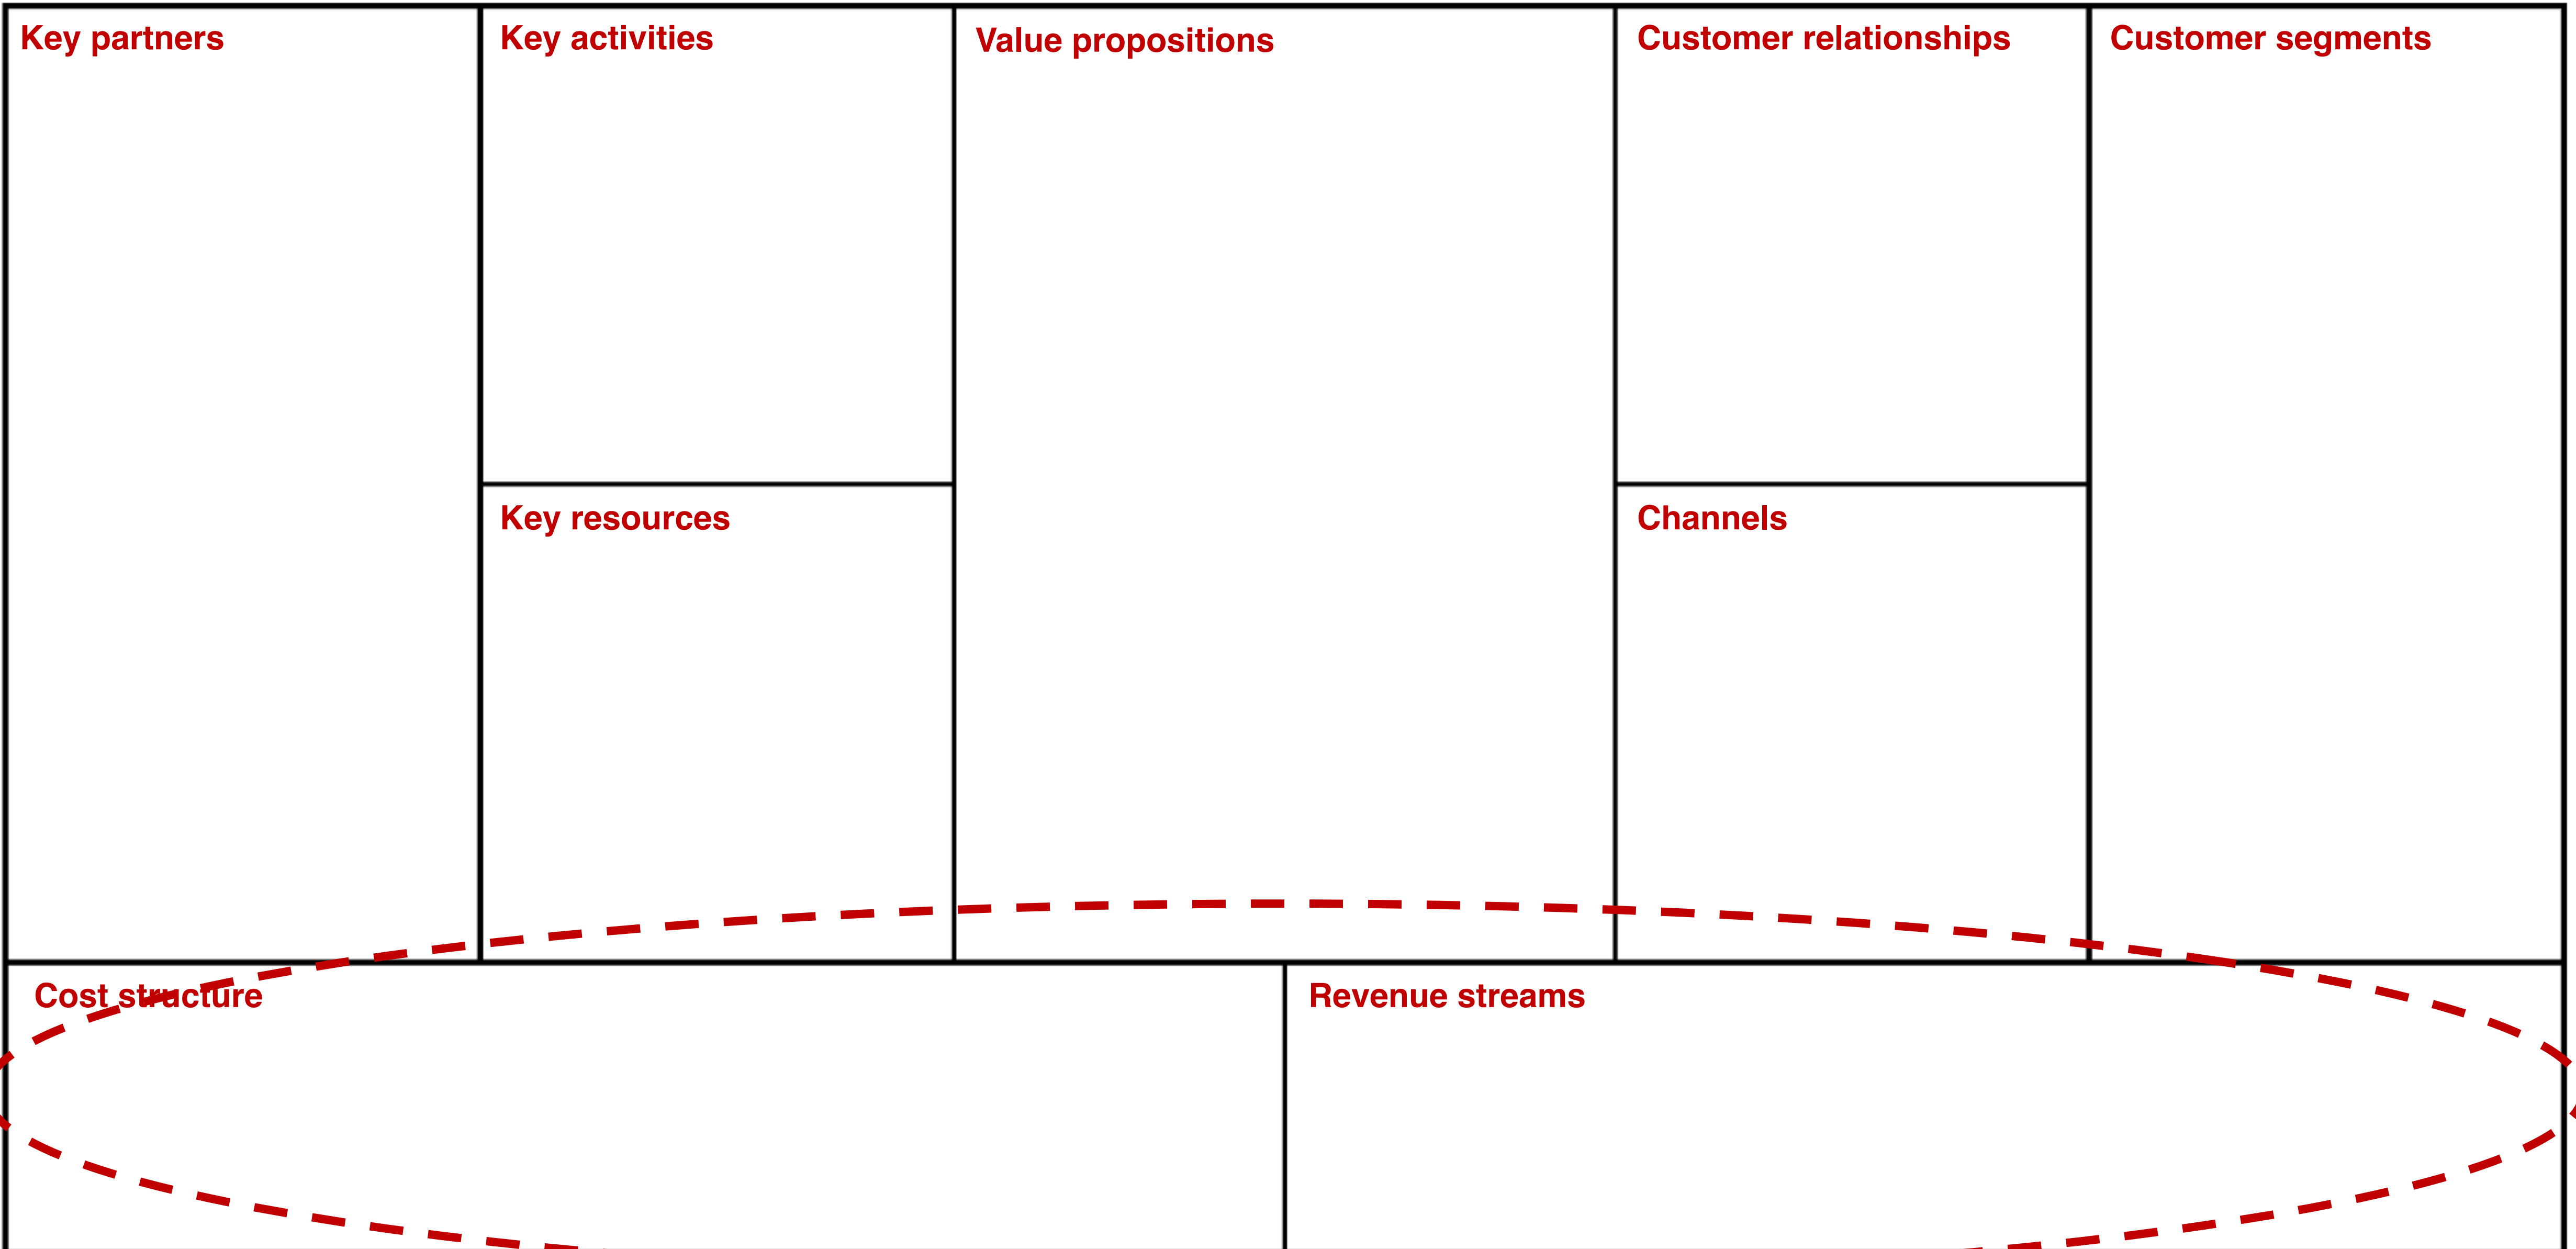 Key partners
Key activities
Value propositions
Customer relationships
Customer segments
Key resources
Channels
Cost structure
Revenue streams